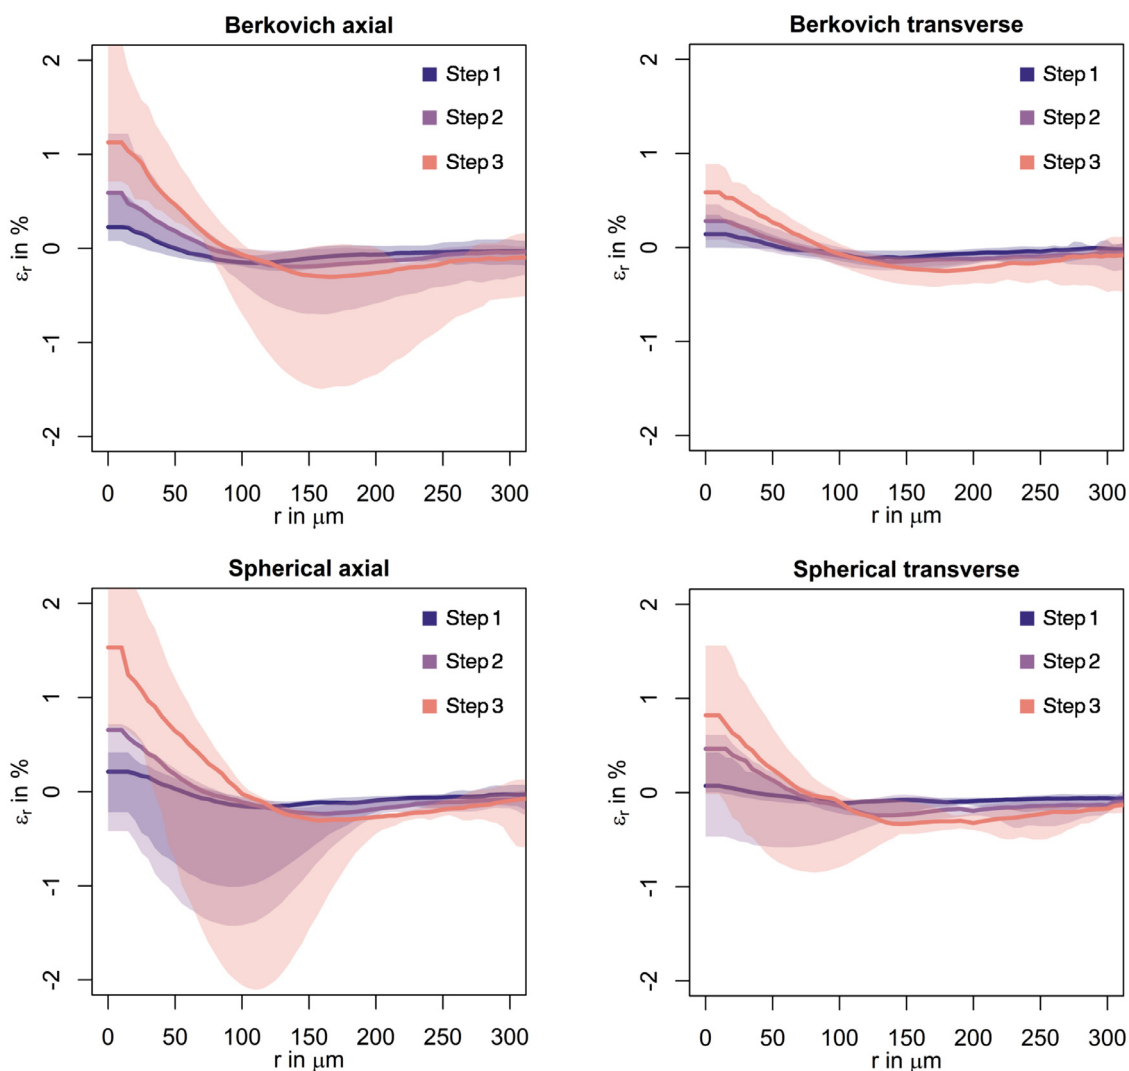 Berkovich axial
2
1
0
-1
-2
εr in %
Step 1
Step 2
Step 3
0 50 100 150 200 250 300
r in μm
Berkovich transverse
2
1
0
-1
-2
εr in %
Step 1
Step 2
Step 3
0 50 100 150 200 250 300
r in μm
Spherical axial
2
1
0
-1
-2
εr in %
Step 1
Step 2
Step 3
0 50 100 150 200 250 300
r in μm
Spherical transverse
2
1
0
-1
-2
εr in %
Step 1
Step 2
Step 3
0 50 100 150 200 250 300
r in μm